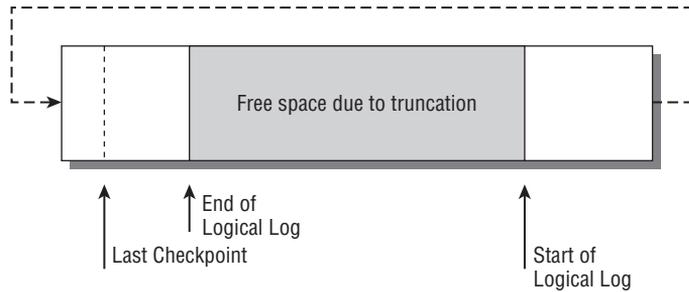 Free space due to truncation
End of
Logical Log
Last Checkpoint
Start of
Logical Log